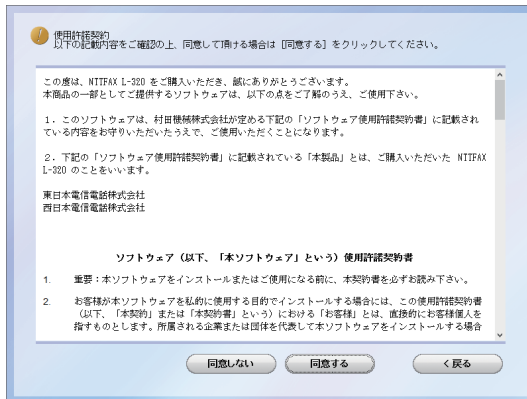 使用許諾契約
以下の記載内容をご確認の上、同意して頂ける場合は［同意する］をクリックしてください。
この度は、NTTFAX L-320 をご購入いただき、誠にありがとうございます。
本商品の一部としてご提供するソフトウェアは、以下の点をご了解のうえ、ご使用下さい。
１．このソフトウェアは、村田機械株式会社が定める下記の「ソフトウェア使用許諾契約書」に記載され
ている内容をお守りいただいたうえで、ご使用いただくことになります。
２．下記の「ソフトウェア使用許諾契約書」に記載されている「本製品」とは、ご購入いただいた NTTFAX
L-320 のことをいいます。
東日本電信電話株式会社
西日本電信電話株式会社
ソフトウェア（以下、「本ソフトウェア」という）使用許諾契約書
1. 重要：本ソフトウェアをインストールまたはご使用になる前に、本契約書を必ずお読み下さい。
2. お客様が本ソフトウェアを私的に使用する目的でインストールする場合には、この使用許諾契約書
（以下、「本契約」または「本契約書」という）における「お客様」とは、直接的にお客様個人を
指すものとします。所属される企業または団体を代表して本ソフトウェアをインストールする場合
同意しない 同意する < 戻る